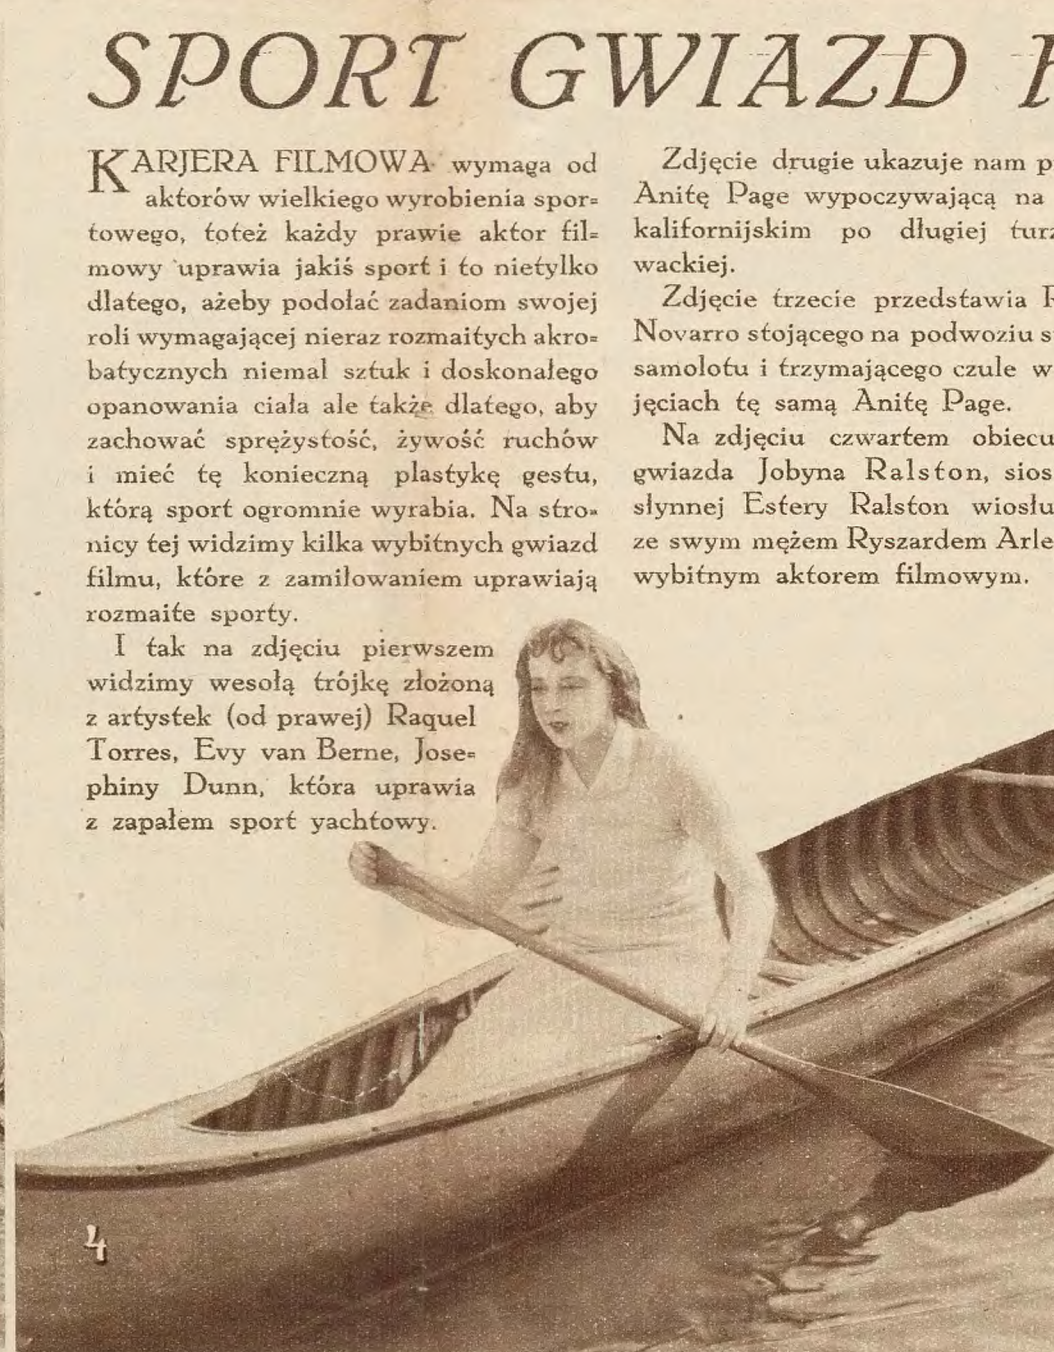 SPORT GWIAZD
KARJERA FILMOWA wymaga od
aktorów wielkiego wyrobienia spor=
towego, toteż każdy prawie aktor fil=
mowy uprawia jakiś sport i to nietylko
dlatego, ażeby podołać zadaniom swojej
roli wymagającej nieraz rozmaitych akro=
batycznych niemal sztuk i doskonałego
opanowania ciała ale także dlatego, aby
zachować sprężystość, żywość ruchów
i mieć tę konieczną plastykę gestu,
którą sport ogromnie wyrabia. Na stro=
nicy tej widzimy kilka wybitnych gwiazd
filmu, które z zamiłowaniem uprawiają
rozmaite sporty.
I tak na zdjęciu pierwszem
widzimy wesołą trójkę złożoną
z artystek (od prawej) Raquel
Torres, Evy van Berne, Jose=
phiny Dunn, która uprawia
z zapałem sport yachtowy.
Zdjęcie drugie ukazuje nam p
Anitę Page wypoczywającą na
kalifornijskim po długiej turz
wackiej.
Zdjęcie trzecie przedstawia
Novarro stojącego na podwoziu s
samolotu i trzymającego czule w
jęciach tę samą Anitę Page.
Na zdjęciu czwartem obiecu
gwiazda Jobyna Ralston, sios
słynnej Estery Ralston wiosłu
ze swym mężem Ryszardem Arle
wybitnym aktorem filmowym.
4